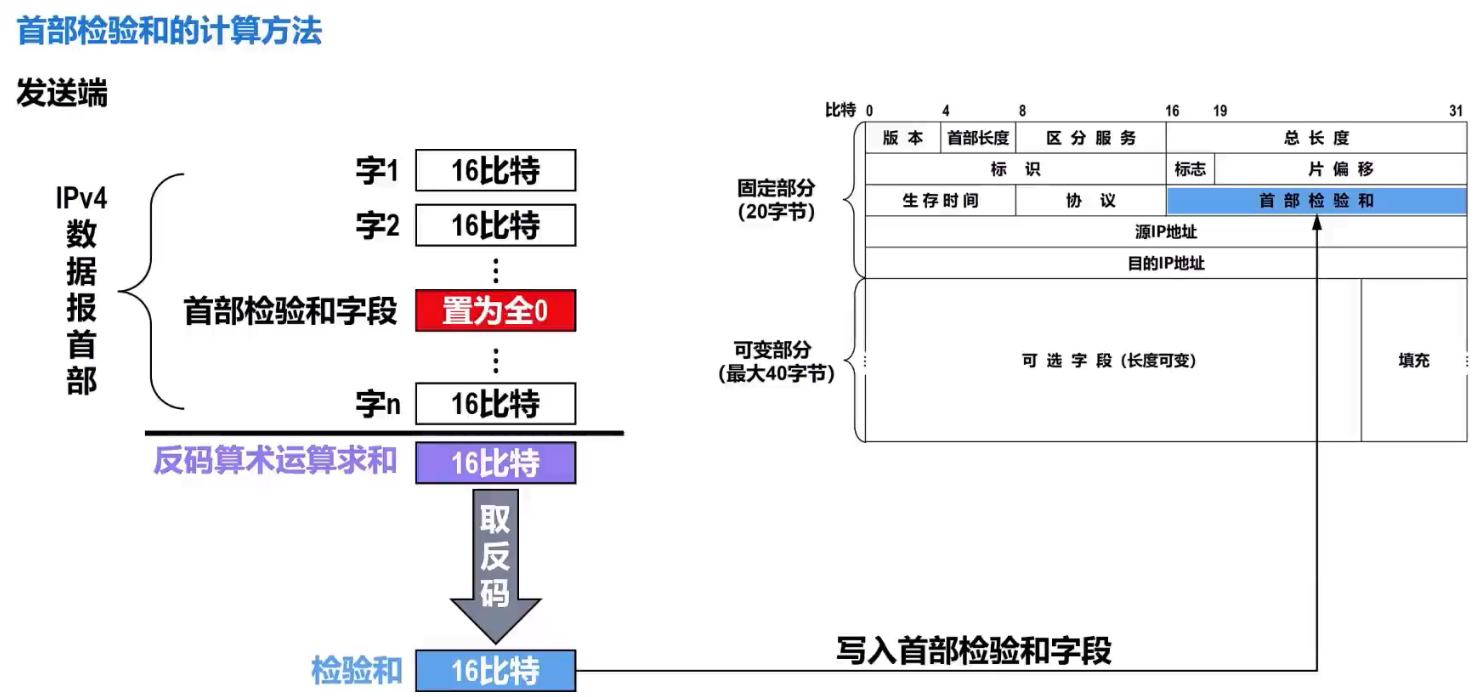 首部检验和的计算方法
发送端
IPv4
数
据
报
首
部
字1 16比特
字2 16比特
⋮
首部检验和字段 置为全0
⋮
字n 16比特
反码算术运算求和 16比特
取
反
码
检验和 16比特
写入首部检验和字段
比特 0 4 8 16 19 31
固定部分
(20字节)
版本 首部长度 区分服务 总长度
标识 标志 片偏移
生存时间 协议 首部检验和
源IP地址
目的IP地址
可变部分
(最大40字节)
可选字段 (长度可变) 填充